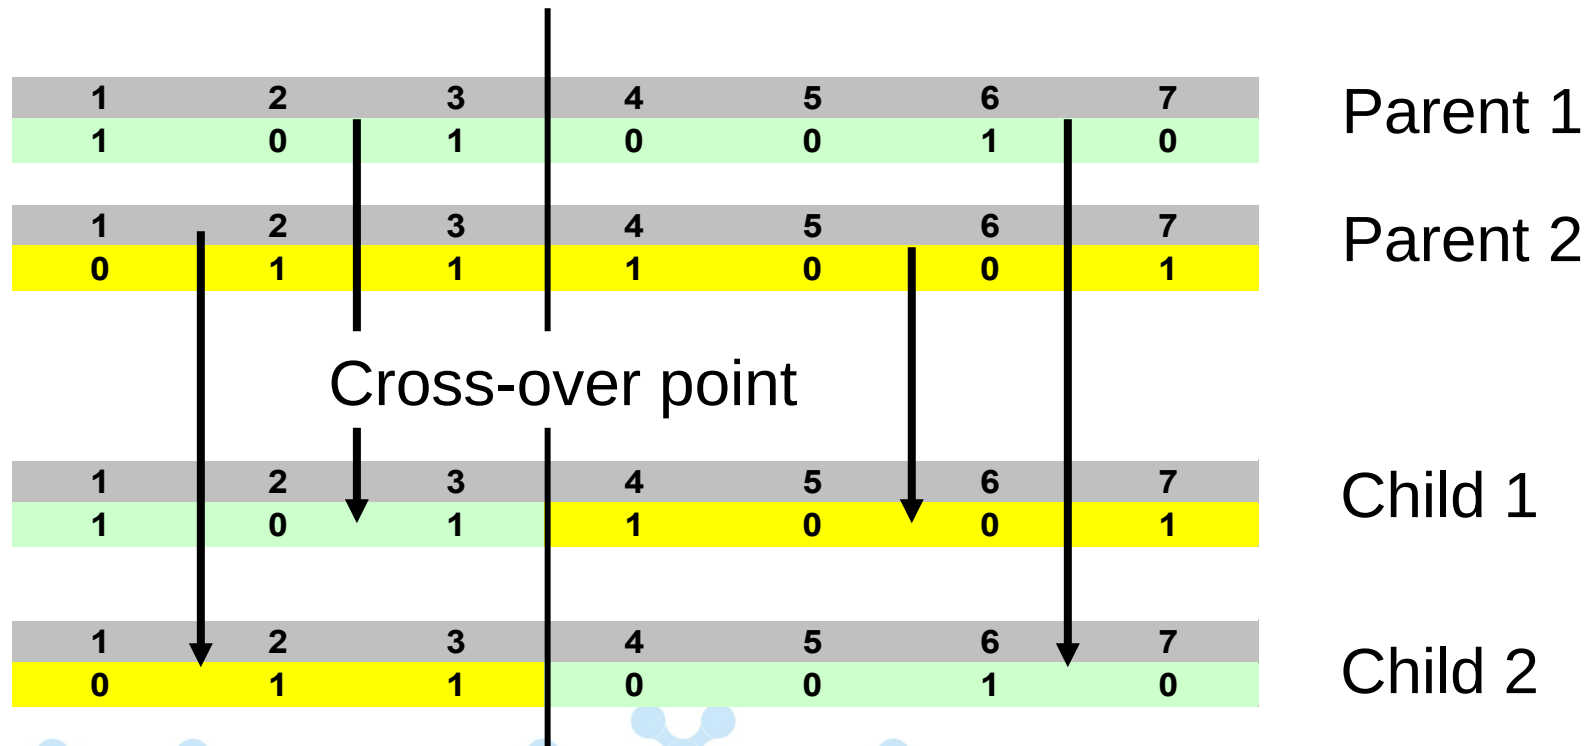 1 2 3 4 5 6 7
1 0 1 0 0 1 0
Parent 1
1 2 3 4 5 6 7
0 1 1 1 0 0 1
Parent 2
Cross-over point
1 2 3 4 5 6 7
1 0 1 1 0 0 1
Child 1
1 2 3 4 5 6 7
0 1 1 0 0 1 0
Child 2